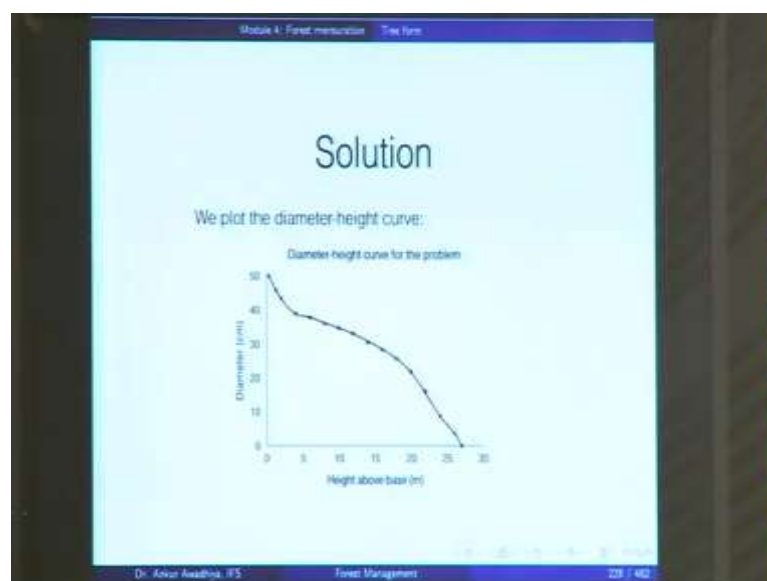 Module 4: Forest mensuration Tree form
Solution
We plot the diameter-height curve:
Diameter-height curve for the problem
50
40
30
20
10
0
Diameter (cm)
0 5 10 15 20 25 30
Height above base (m)
Dr. Ankur Awadhiya, IFS Forest Management 228 / 462